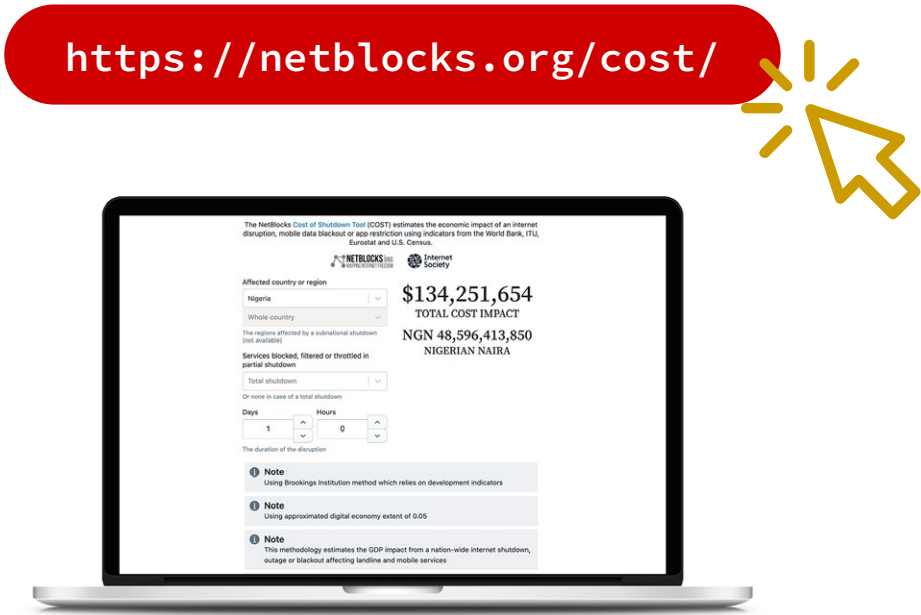 https://netblocks.org/cost/
The NetBlocks Cost of Shutdown Tool (COST) estimates the economic impact of an internet
disruption, mobile data blackout or app restriction using indicators from the World Bank, ITU,
Eurostat and U.S. Census.
NETBLOCKS.ORG
MAPPING INTERNET FREEDOM
Internet
Society
Affected country or region
Nigeria
Whole country
The regions affected by a subnational shutdown
(not available)
Services blocked, filtered or throttled in
partial shutdown
Total shutdown
Or none in case of a total shutdown
Days
Hours
1
0
The duration of the disruption
$134,251,654
TOTAL COST IMPACT
NGN 48,596,413,850
NIGERIAN NAIRA
Note
Using Brookings Institution method which relies on development indicators
Note
Using approximated digital economy extent of 0.05
Note
This methodology estimates the GDP impact from a nation-wide internet shutdown,
outage or blackout affecting landline and mobile services